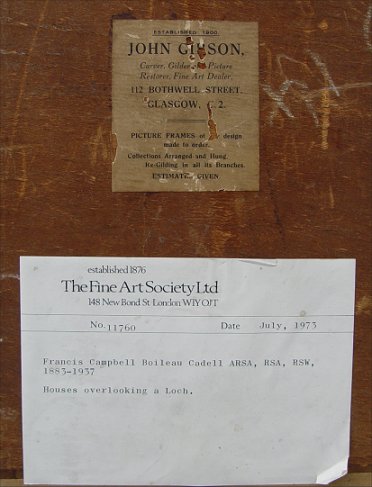 ESTABLISHED 1900.
JOHN GIBSON,
Carver, Gilder Picture
Restorer, Fine Art Dealer,
112 BOTHWELL STREET,
GLASGOW, C.2.
PICTURE FRAMES of design
made to order.
Collections Arranged and Hung.
Re-Gilding in all its Branches.
ESTIMATES GIVEN
established 1876
The Fine Art Society Ltd
148 New Bond St London W1Y 0JT
No. 11760 Date July, 1973
Francis Campbell Boileau Cadell ARSA, RSA, RSW,
1883-1937
Houses overlooking a Loch.